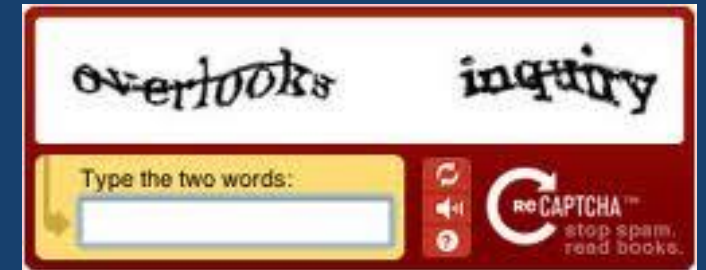 overlooks inquiry
Type the two words:
ReCAPTCHA™
stop spam.
read books.